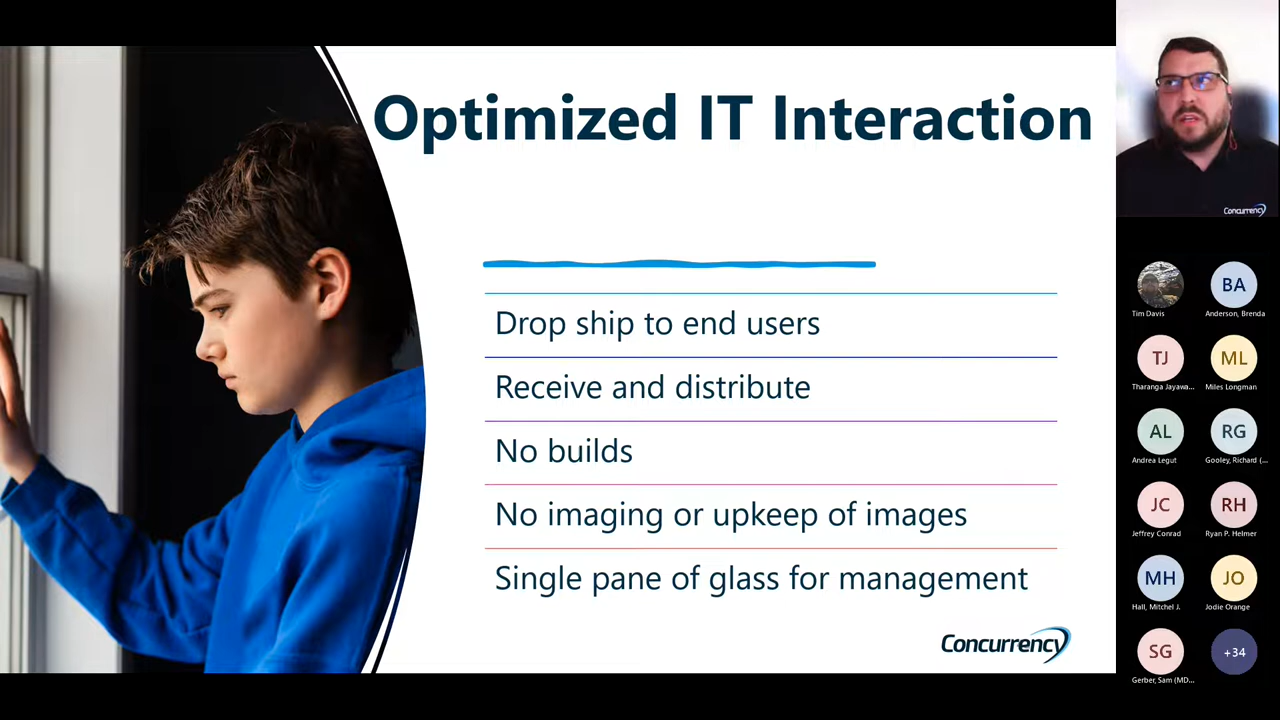 Optimized IT Interaction
Drop ship to end users
Receive and distribute
No builds
No imaging or upkeep of images
Single pane of glass for management
Concurrency
Concurrency
Tim Davis
BA
Anderson, Brenda
TJ
Tharanga Jayawa...
ML
Miles Longman
AL
Andrea Legut
RG
Gooley, Richard (...
JC
Jeffrey Conrad
RH
Ryan P. Helmer
MH
Hall, Mitchel J.
JO
Jodie Orange
SG
Gerber, Sam (MD...
+34